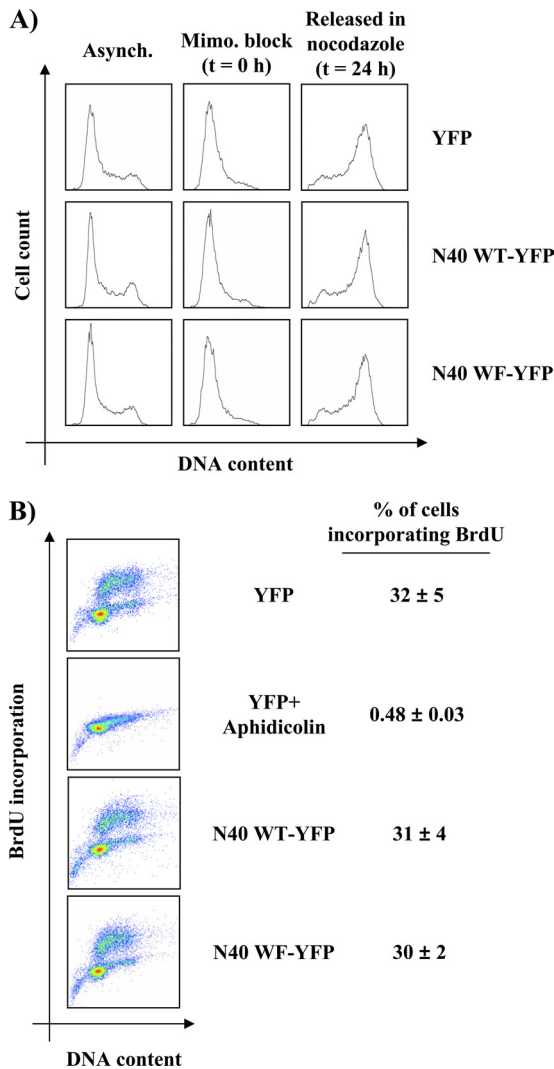 A)
Asynch.
Mimo. block
(t = 0 h)
Released in
nocodazole
(t = 24 h)
YFP
N40 WT-YFP
N40 WF-YFP
Cell count
DNA content
B)
% of cells
incorporating BrdU
YFP
32 ± 5
YFP+
Aphidicolin
0.48 ± 0.03
N40 WT-YFP
31 ± 4
N40 WF-YFP
30 ± 2
BrdU incorporation
DNA content